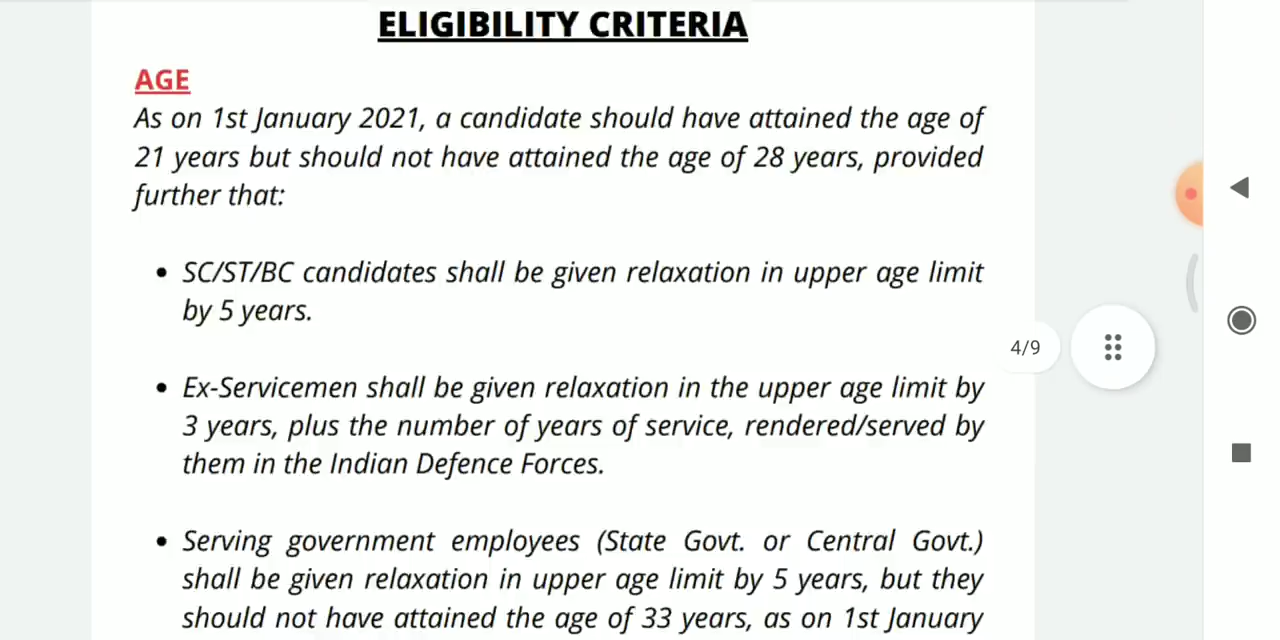 ELIGIBILITY CRITERIA
AGE
As on 1st January 2021, a candidate should have attained the age of
21 years but should not have attained the age of 28 years, provided
further that:
• SC/ST/BC candidates shall be given relaxation in upper age limit
by 5 years.
4/9
• Ex-Servicemen shall be given relaxation in the upper age limit by
3 years, plus the number of years of service, rendered/served by
them in the Indian Defence Forces.
• Serving government employees (State Govt. or Central Govt.)
shall be given relaxation in upper age limit by 5 years, but they
should not have attained the age of 33 years, as on 1st January